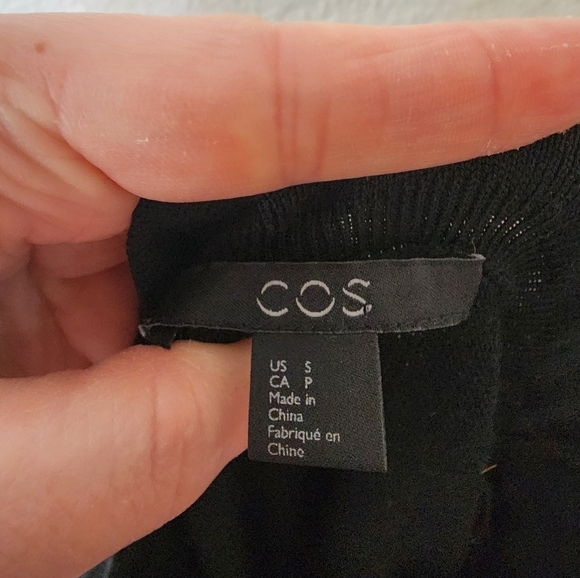 COS
US S
CA P
Made in
China
Fabriqué en
Chine